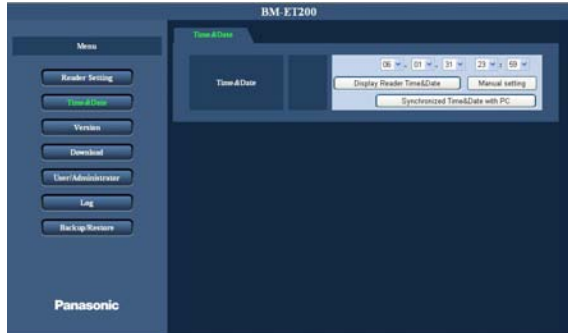 BM-ET200
Menu
Reader Setting
Time&Date
Version
Download
User/Administrator
Log
Backup/Restore
Panasonic
Time&Date
Time&Date
06 . 01 . 31 23 : 59
Display Reader Time&Date
Manual setting
Synchronized Time&Date with PC